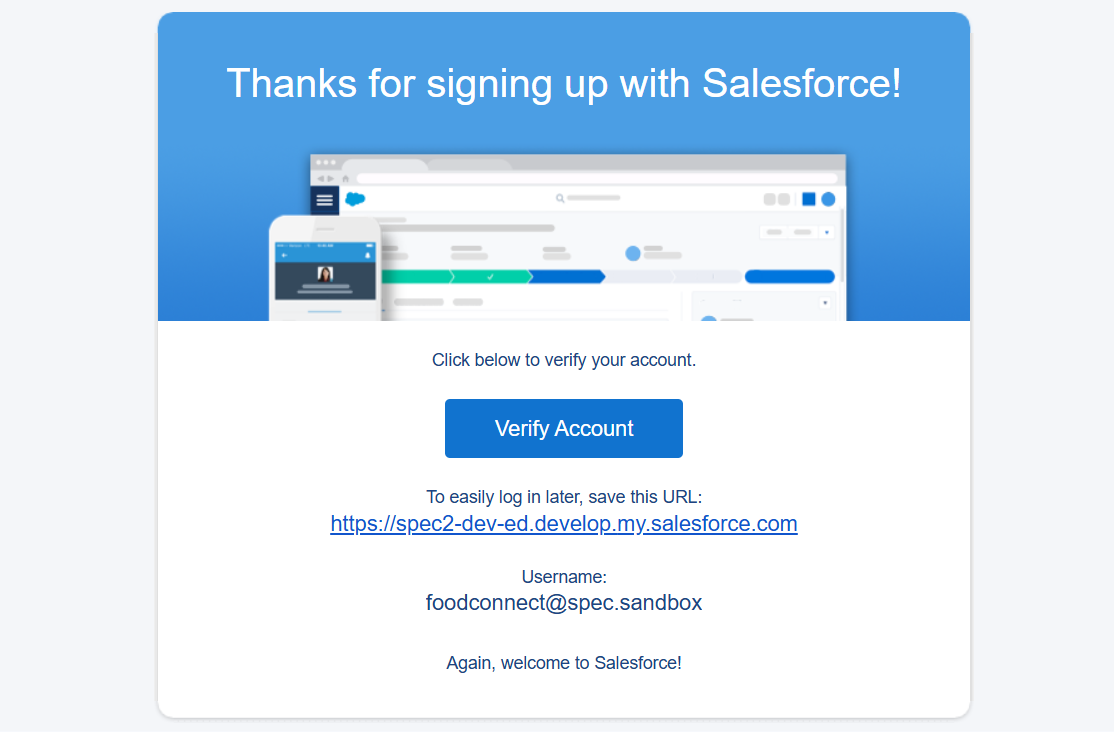 Thanks for signing up with Salesforce!
Click below to verify your account.
Verify Account
To easily log in later, save this URL:
https://spec2-dev-ed.develop.my.salesforce.com
Username:
foodconnect@spec.sandbox
Again, welcome to Salesforce!